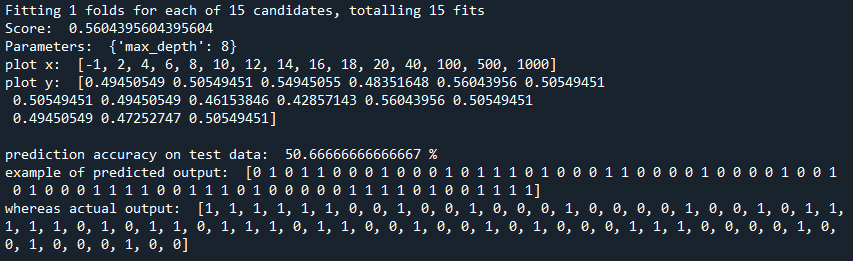 Fitting 1 folds for each of 15 candidates, totalling 15 fits
Score:  0.5604395604395604
Parameters:  {'max_depth': 8}
plot x:  [-1, 2, 4, 6, 8, 10, 12, 14, 16, 18, 20, 40, 100, 500, 1000]
plot y:  [0.49450549 0.50549451 0.54945055 0.48351648 0.56043956 0.50549451
 0.50549451 0.49450549 0.46153846 0.42857143 0.56043956 0.50549451
 0.49450549 0.47252747 0.50549451]
prediction accuracy on test data:  50.66666666666667 %
example of predicted output:  [0 1 0 1 1 0 0 0 1 0 0 0 1 0 1 1 1 0 1 0 0 0 1 1 0 0 0 0 1 0 0 0 0 1 0 0 1
 0 1 0 0 0 1 1 1 1 0 0 1 1 1 0 1 0 0 0 0 0 1 1 1 1 0 1 0 0 1 1 1 1]
whereas actual output:  [1, 1, 1, 1, 1, 1, 0, 0, 1, 0, 0, 1, 0, 0, 0, 1, 0, 0, 0, 0, 1, 0, 0, 1, 0, 1, 1,
1, 1, 1, 0, 1, 0, 1, 1, 0, 1, 1, 1, 0, 1, 1, 0, 0, 1, 0, 0, 1, 0, 1, 0, 0, 0, 1, 1, 1, 0, 0, 0, 0, 1, 0,
0, 1, 0, 0, 0, 1, 0, 0]